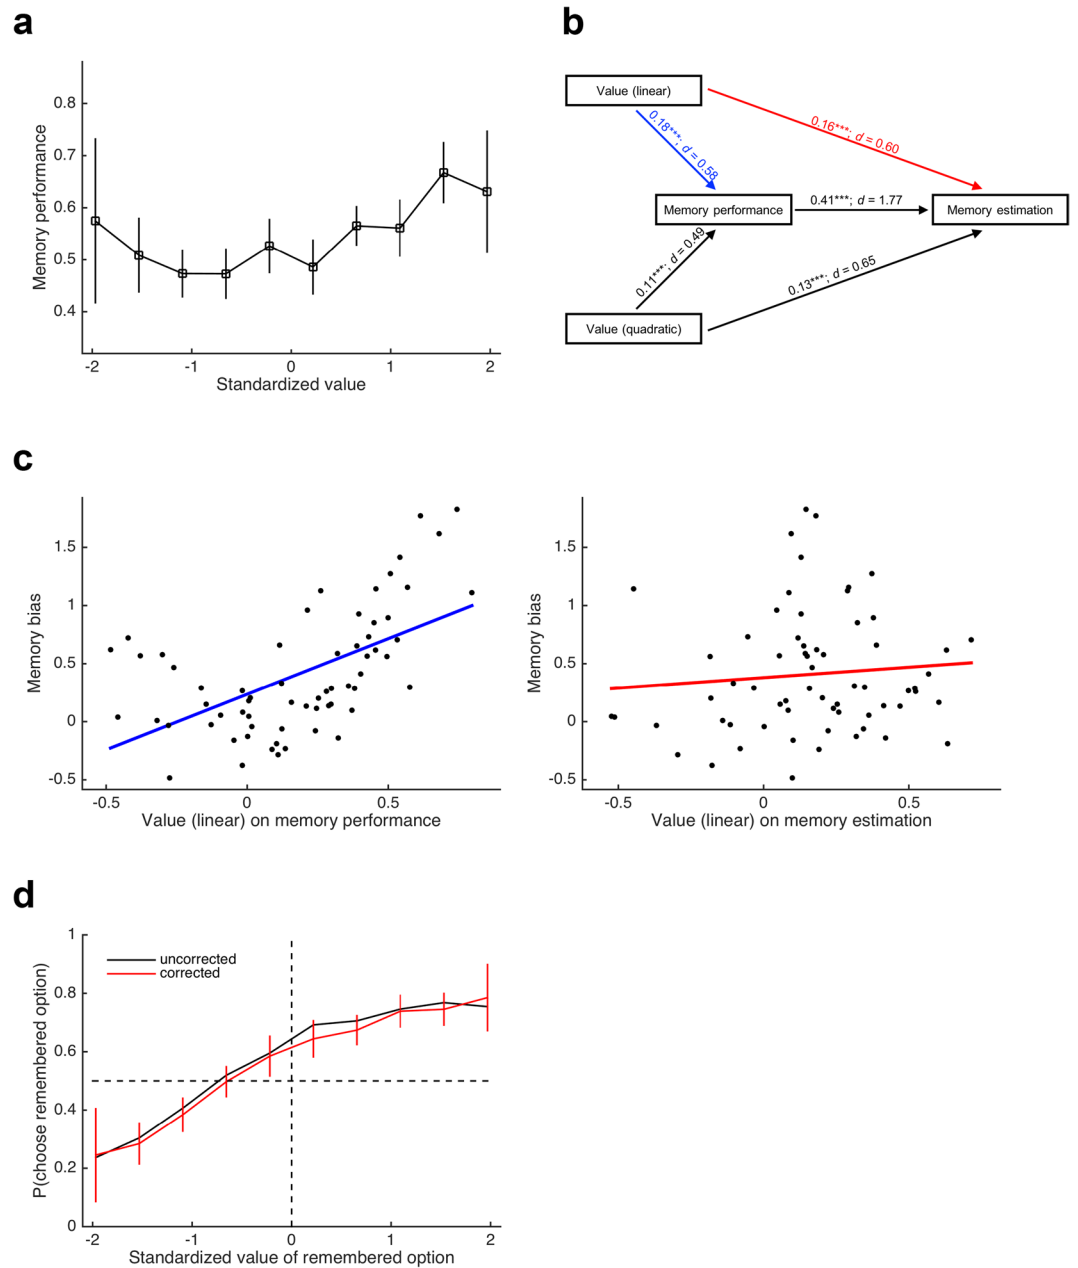 a
0.8
0.7
0.6
0.5
0.4
Memory performance
-2
-1
0
1
2
Standardized value
b
Value (linear)
0.18***; d = 0.58
0.16***; d = 0.60
Memory performance
0.41***; d = 1.77
Memory estimation
0.11***; d = 0.49
0.13***; d = 0.65
Value (quadratic)
c
1.5
1
0.5
0
-0.5
Memory bias
-0.5
0
0.5
Value (linear) on memory performance
1.5
1
0.5
0
-0.5
Memory bias
-0.5
0
0.5
Value (linear) on memory estimation
d
1
0.8
0.6
0.4
0.2
0
P(choose remembered option)
uncorrected
corrected
-2
-1
0
1
2
Standardized value of remembered option